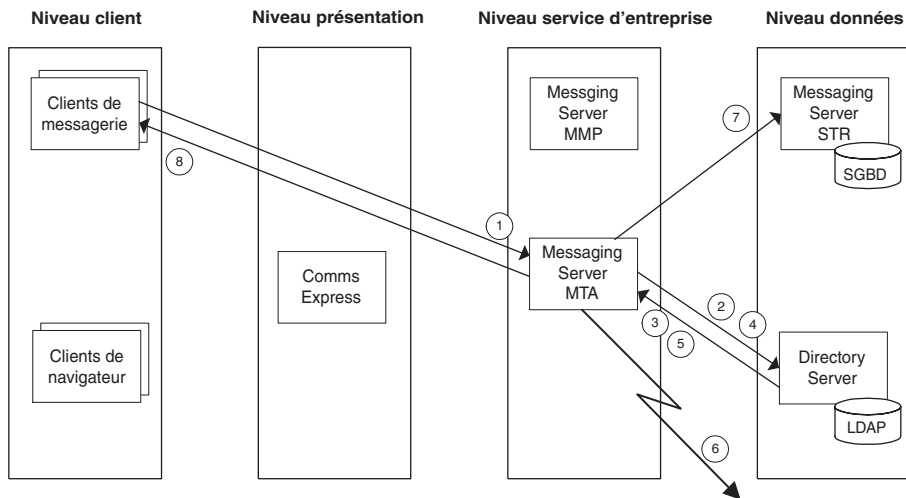 Niveau client
Niveau présentation
Niveau service d'entreprise
Niveau données
Clients de
messagerie
Messging
Server
MMP
Messaging
Server
STR
SGBD
7
8
1
Comms
Express
Messaging
Server
MTA
2
3
4
5
Clients de
navigateur
Directory
Server
LDAP
6